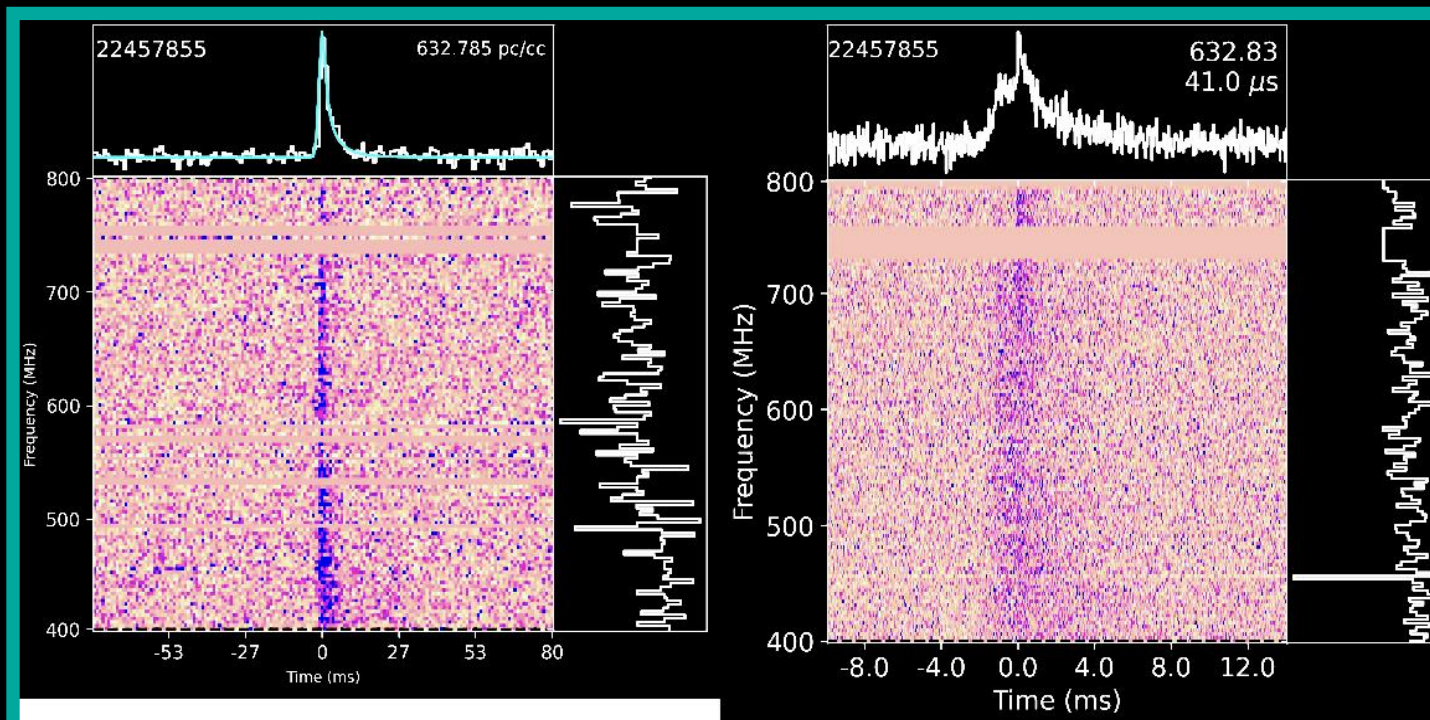 22457855 632.785 pc/cc
800
700
600
500
400
Frequency (MHz)
-53 -27 0 27 53 80
Time (ms)
22457855 632.83
41.0 µs
800
700
600
500
400
Frequency (MHz)
-8.0 -4.0 0.0 4.0 8.0 12.0
Time (ms)